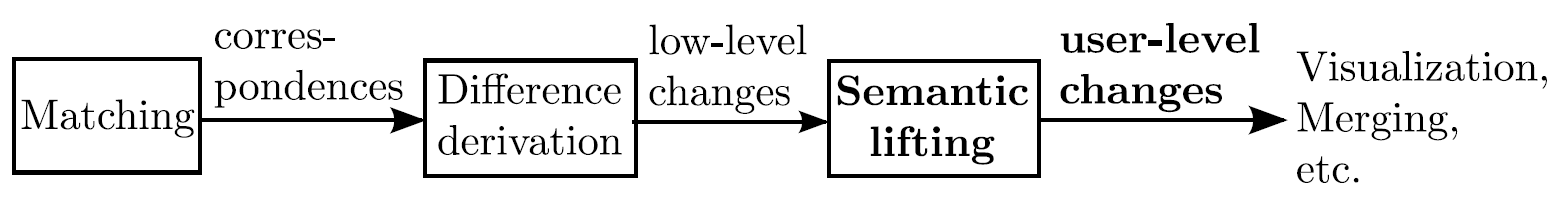 Matching
corres-
pondences
Difference
derivation
low-level
changes
Semantic
lifting
user-level
changes
Visualization,
Merging,
etc.